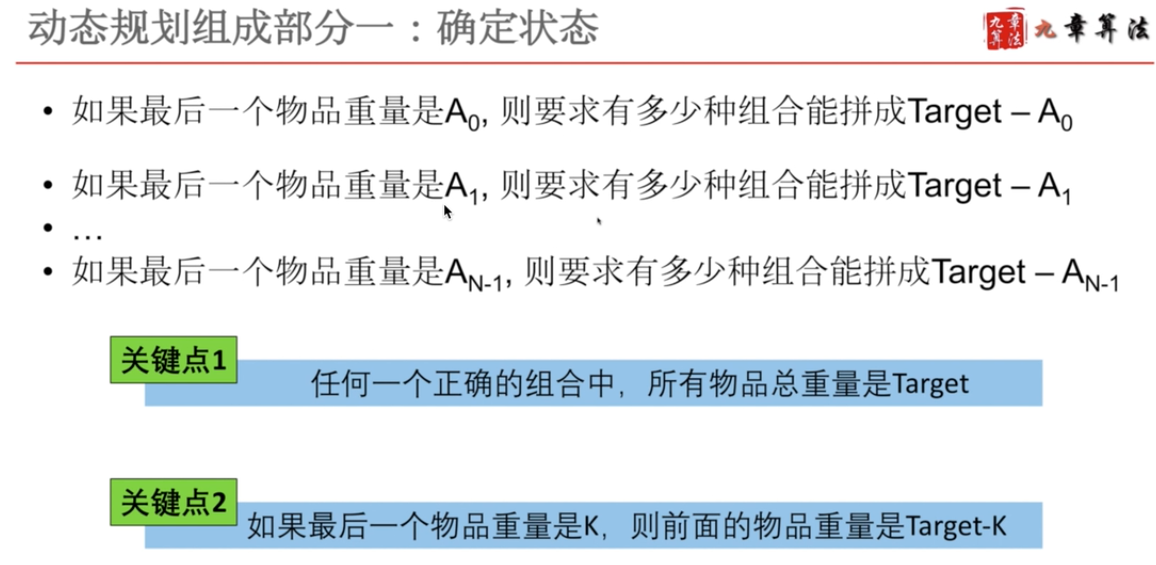 动态规划组成部分一：确定状态
九章算法 九章算法
• 如果最后一个物品重量是A₀, 则要求有多少种组合能拼成Target – A₀
• 如果最后一个物品重量是A₁, 则要求有多少种组合能拼成Target – A₁
• …
• 如果最后一个物品重量是A_N-1, 则要求有多少种组合能拼成Target – A_N-1
关键点1
任何一个正确的组合中，所有物品总重量是Target
关键点2
如果最后一个物品重量是K，则前面的物品重量是Target-K